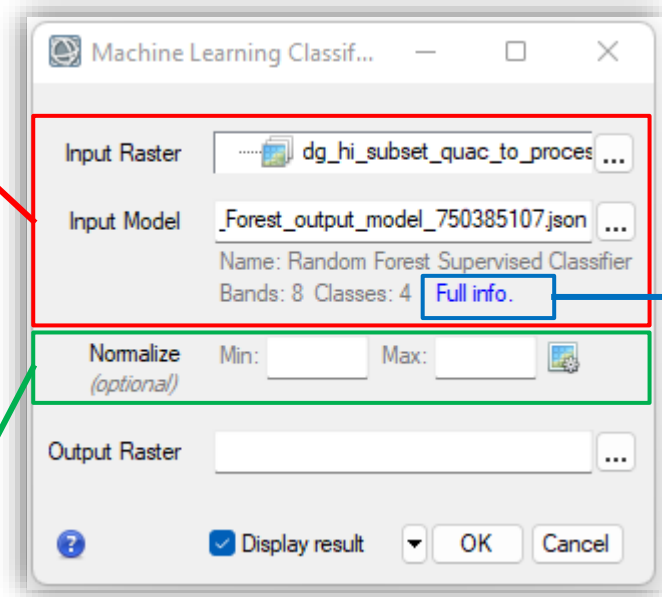 Machine Learning Classif...
Input Raster dg_hi_subset_quac_to_proces ...
Input Model _Forest_output_model_750385107.json ...
Name: Random Forest Supervised Classifier
Bands: 8 Classes: 4 Full info.
Normalize Min: Max:
(optional)
Output Raster ...
? Display result OK Cancel